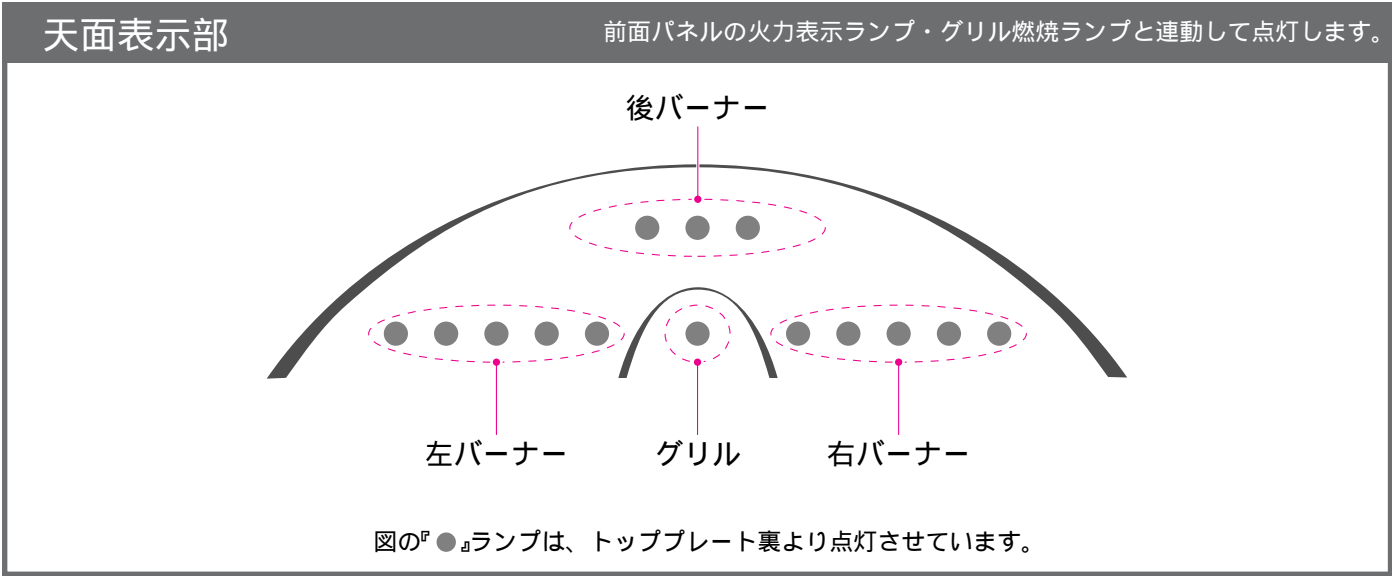 天面表示部
前面パネルの火力表示ランプ・グリル燃焼ランプと連動して点灯します。
後バーナー
左バーナー
グリル
右バーナー
図の『●』ランプは、トッププレート裏より点灯させています。